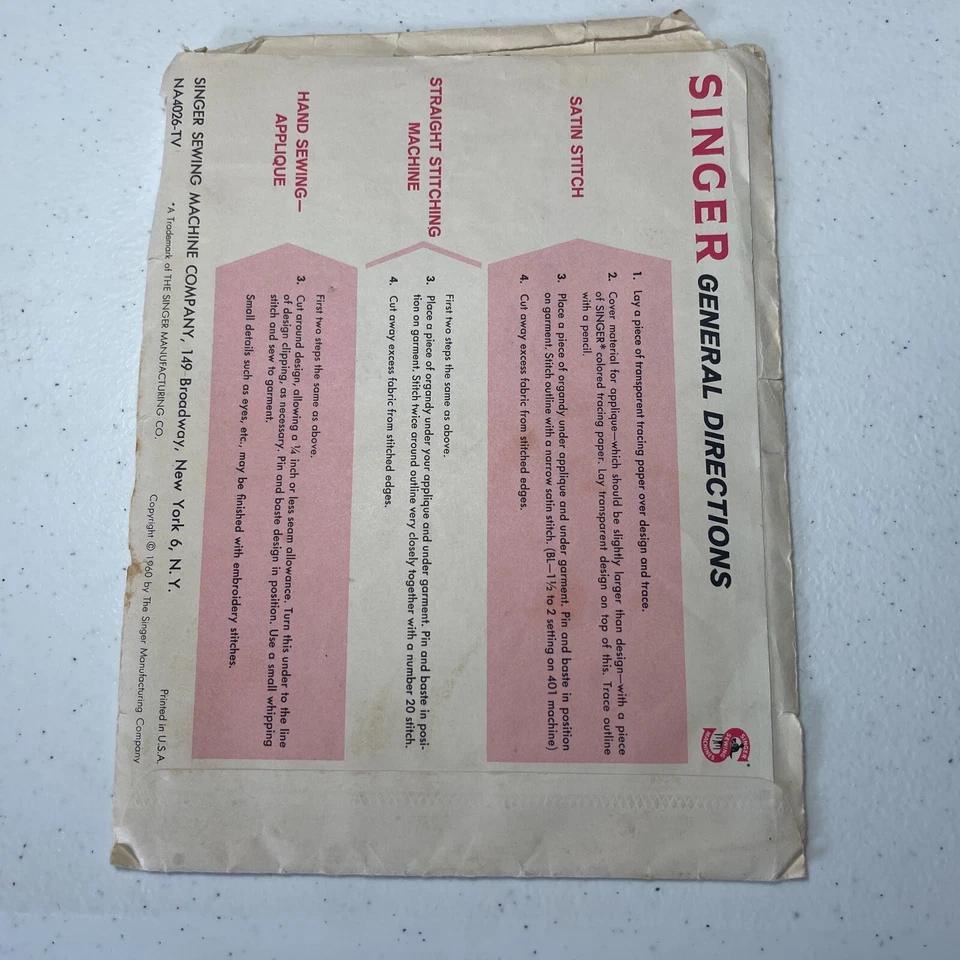 SINGER GENERAL DIRECTIONS
SINGER
SEWING
MACHINES
SATIN STITCH
1. Lay a piece of transparent tracing paper over design and trace.
2. Cover material for applique—which should be slightly larger than design—with a piece
of SINGER* colored tracing paper. Lay transparent design on top of this. Trace outline
with a pencil.
3. Place a piece of organdy under applique and under garment. Pin and baste in position
on garment. Stitch outline with a narrow satin stitch. (BL—1½ to 2 setting on 401 machine)
4. Cut away excess fabric from stitched edges.
STRAIGHT STITCHING
MACHINE
First two steps the same as above.
3. Place a piece of organdy under your applique and under garment. Pin and baste in posi-
tion on garment. Stitch twice around outline very closely together with a number 20 stitch.
4. Cut away excess fabric from stitched edges.
HAND SEWING—
APPLIQUE
First two steps the same as above.
3. Cut around design, allowing a ¼ inch or less seam allowance. Turn this under to the line
of design clipping, as necessary. Pin and baste design in position. Use a small whipping
stitch and sew to garment.
Small details such as eyes, etc., may be finished with embroidery stitches.
SINGER SEWING MACHINE COMPANY, 149 Broadway, New York 6, N.Y.
NA4026-TV
*A Trademark of THE SINGER MANUFACTURING CO.
Copyright © 1960 by The Singer Manufacturing Company
Printed in U.S.A.